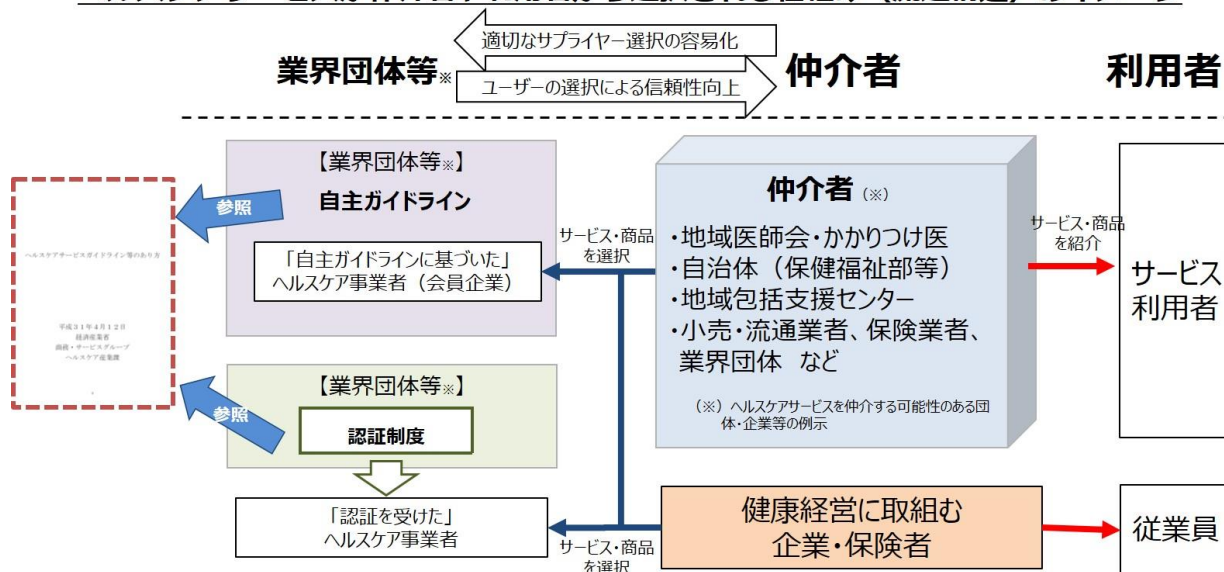 適切なサプライヤー選択の容易化
業界団体等※
ユーザーの選択による信頼性向上
仲介者
利用者
【業界団体等※】
自主ガイドライン
参照
「自主ガイドラインに基づいた」
ヘルスケア事業者（会員企業）
ヘルスケアサービスガイドライン等のあり方
平成31年4月12日
経済産業省
商務・サービスグループ
ヘルスケア産業課
サービス・商品
を選択
仲介者（※）
・地域医師会・かかりつけ医
・自治体（保健福祉部等）
・地域包括支援センター
・小売・流通業者、保険業者、
業界団体 など
（※）ヘルスケアサービスを仲介する可能性のある団
体・企業等の例示
サービス・商品
を紹介
サービス
利用者
【業界団体等※】
参照
認証制度
「認証を受けた」
ヘルスケア事業者
サービス・商品
を選択
健康経営に取組む
企業・保険者
従業員